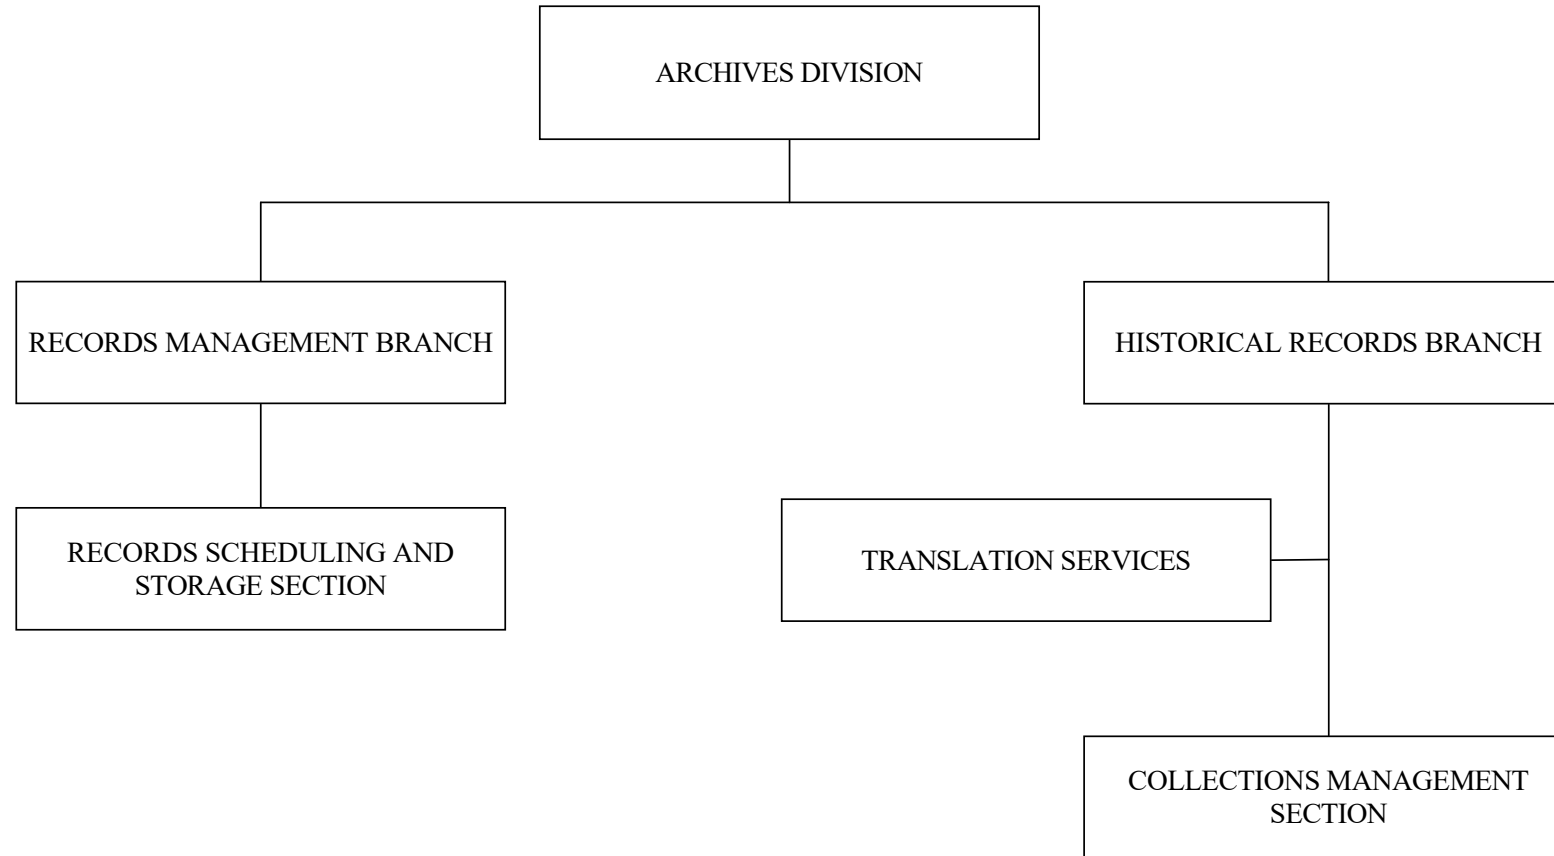 ARCHIVES DIVISION
RECORDS MANAGEMENT BRANCH
HISTORICAL RECORDS BRANCH
RECORDS SCHEDULING AND
STORAGE SECTION
TRANSLATION SERVICES
COLLECTIONS MANAGEMENT
SECTION